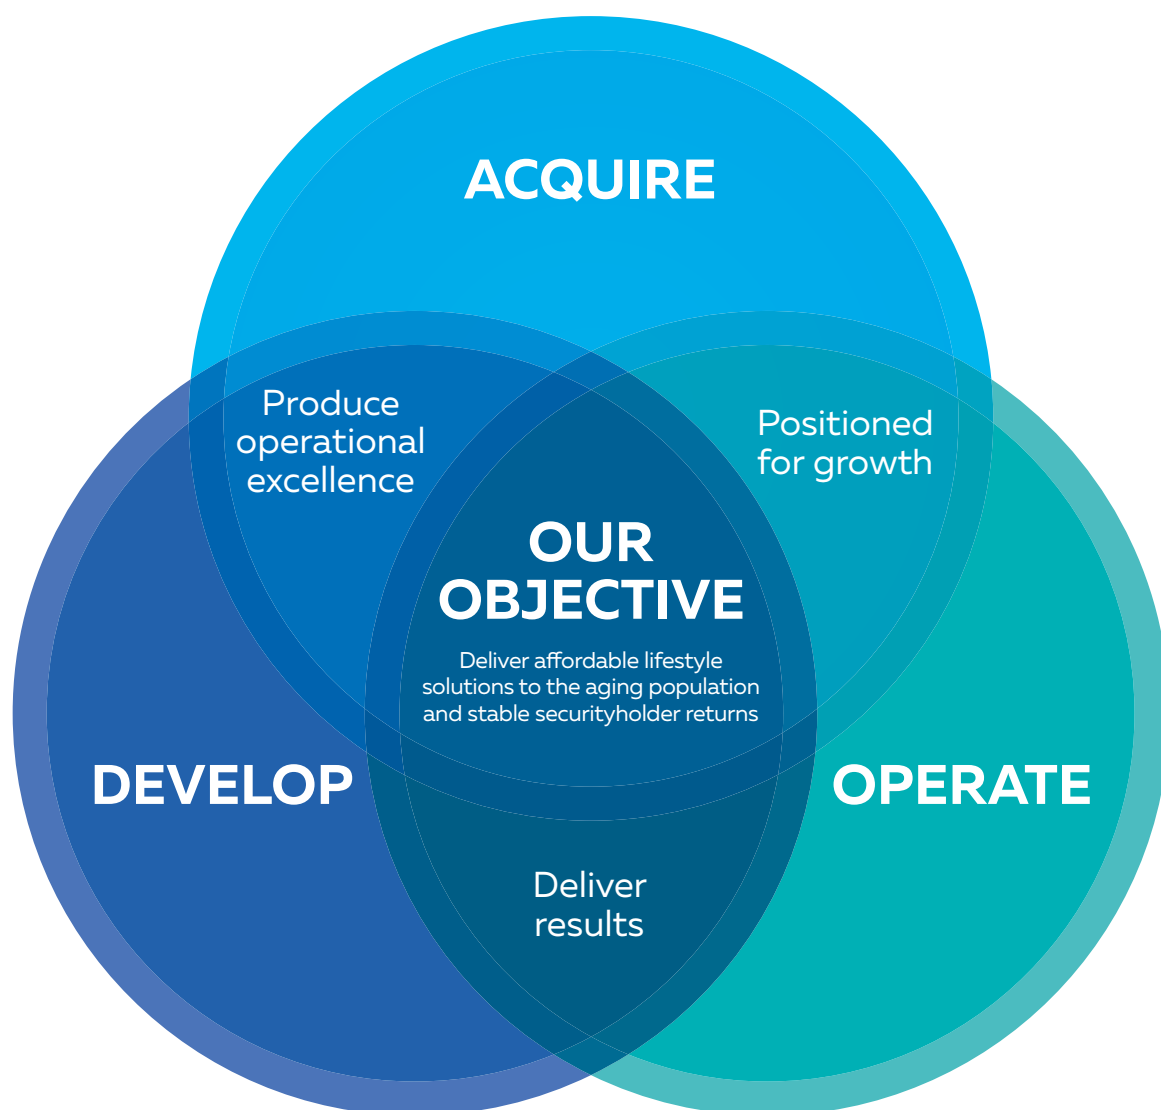 ACQUIRE
Produce
operational
excellence
Positioned
for growth
OUR
OBJECTIVE
Deliver affordable lifestyle
solutions to the aging population
and stable securityholder returns
DEVELOP
OPERATE
Deliver
results